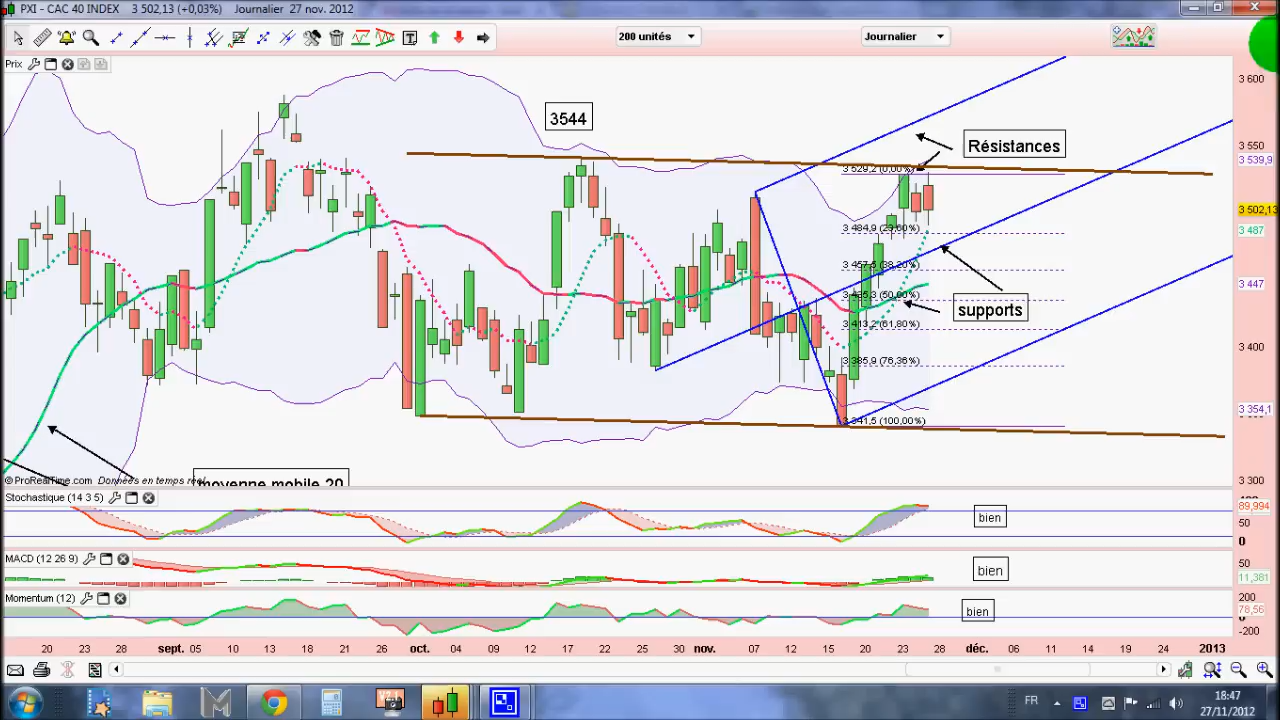 PXI - CAC 40 INDEX 3 502,13 (+0,03%) Journalier 27 nov. 2012
200 unités
Journalier
Prix
3 600
3544
Résistances
3 550
3 539,9
3 529,2 (0,00%)
3 502,13
3 484,9 (23,60%)
3 487
3 457,5 (38,20%)
3 447
3 435,3 (50,00%)
supports
3 413,2 (61,80%)
3 400
3 385,9 (76,36%)
3 354,1
3 341,5 (100,00%)
moyenne mobile 20
© ProRealTime.com Données en temps réel
3 300
Stochastique (14 3 5)
89,994
bien
50
0
MACD (12 26 9)
50
bien
11,381
Momentum (12)
200
78,56
bien
0
-200
20 23 28 sept. 05 10 13 18 21 26 oct. 04 09 12 17 22 25 30 nov. 07 12 15 20 23 28 déc. 06 11 14 19 24 2013
FR
18:47
27/11/2012